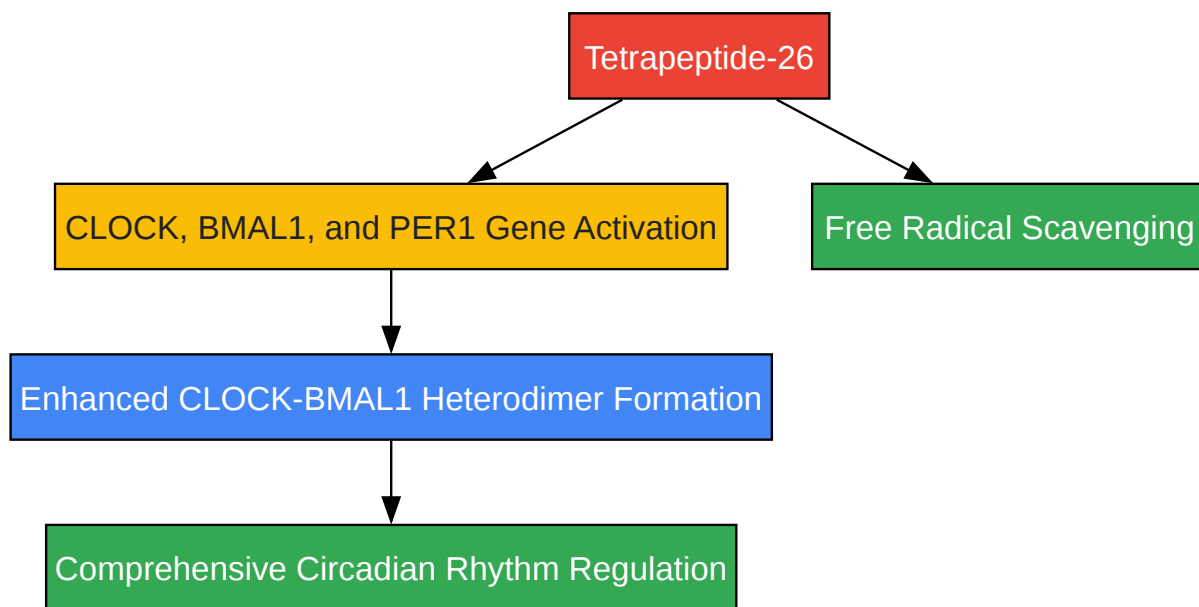 Tetrapeptide-26
CLOCK, BMAL1, and PER1 Gene Activation
Free Radical Scavenging
Enhanced CLOCK-BMAL1 Heterodimer Formation
Comprehensive Circadian Rhythm Regulation